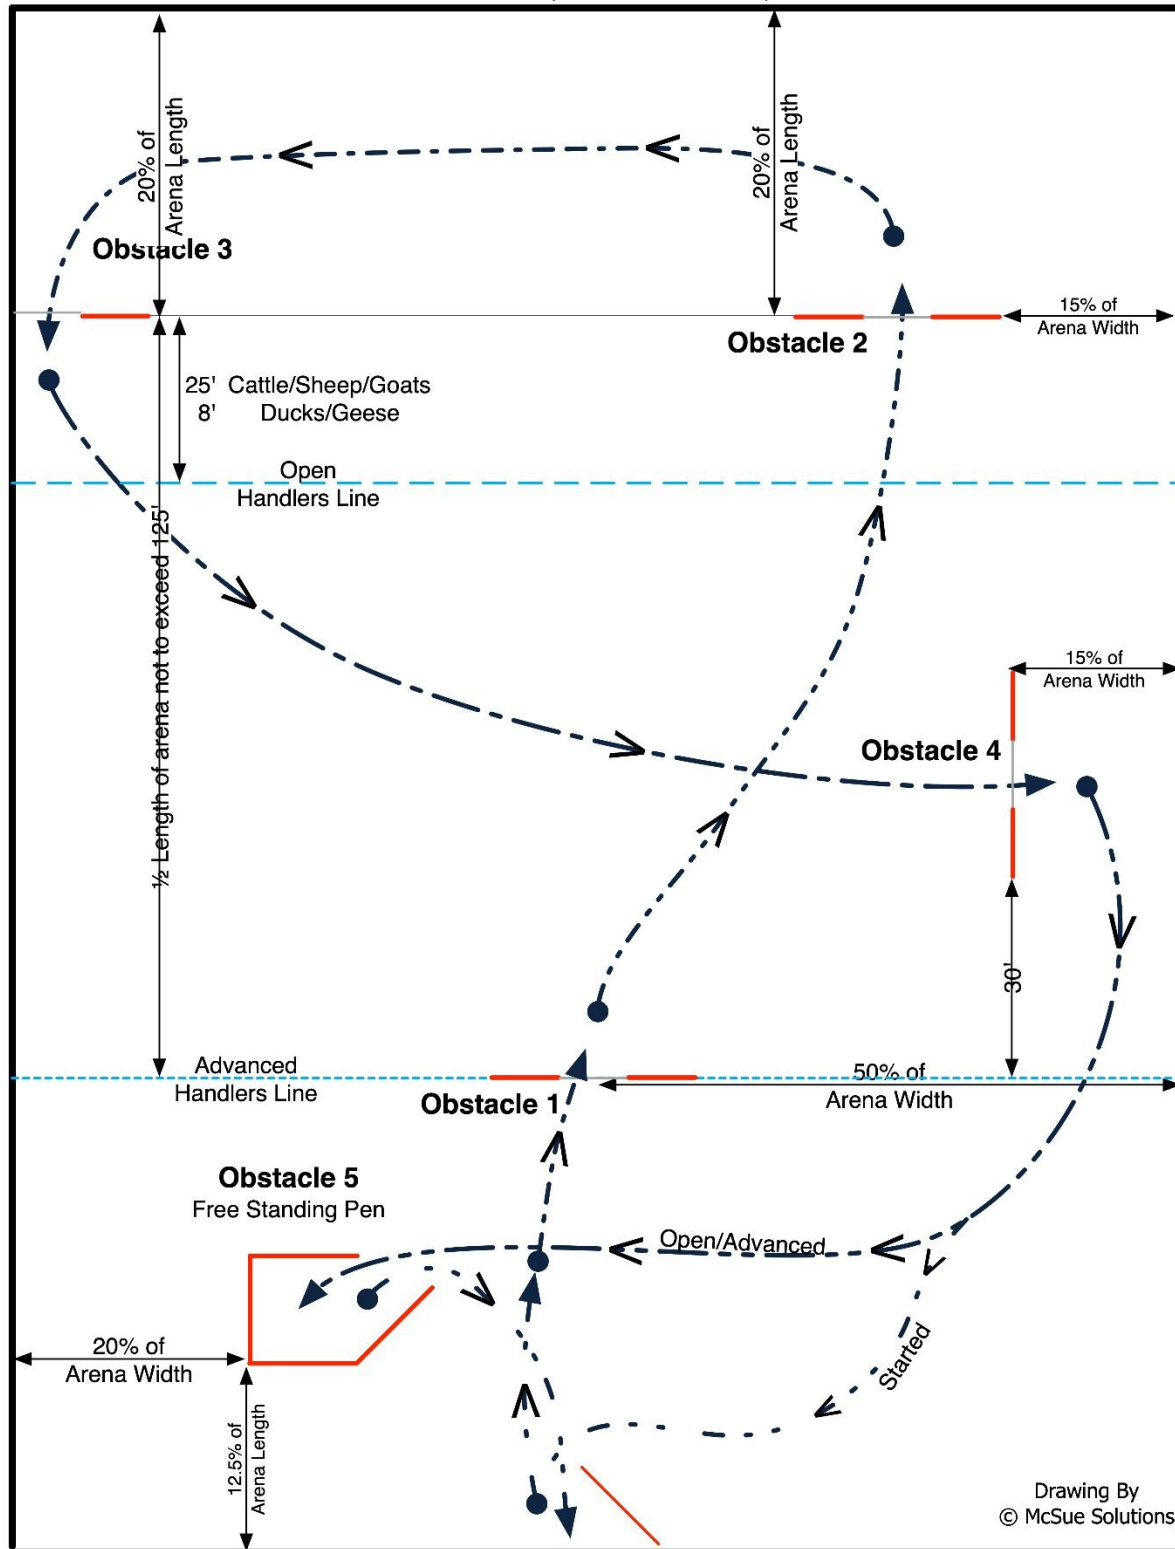 20% of
Arena Length
20% of
Arena Length
Obstacle 3
15% of
Arena Width
Obstacle 2
25' Cattle/Sheep/Goats
8' Ducks/Geese
Open
Handlers Line
½ Length of arena not to exceed 125'
15% of
Arena Width
Obstacle 4
30'
Advanced
Handlers Line
50% of
Arena Width
Obstacle 1
Obstacle 5
Free Standing Pen
Open/Advanced
20% of
Arena Width
Started
12.5% of
Arena Length
Drawing By
© McSue Solutions